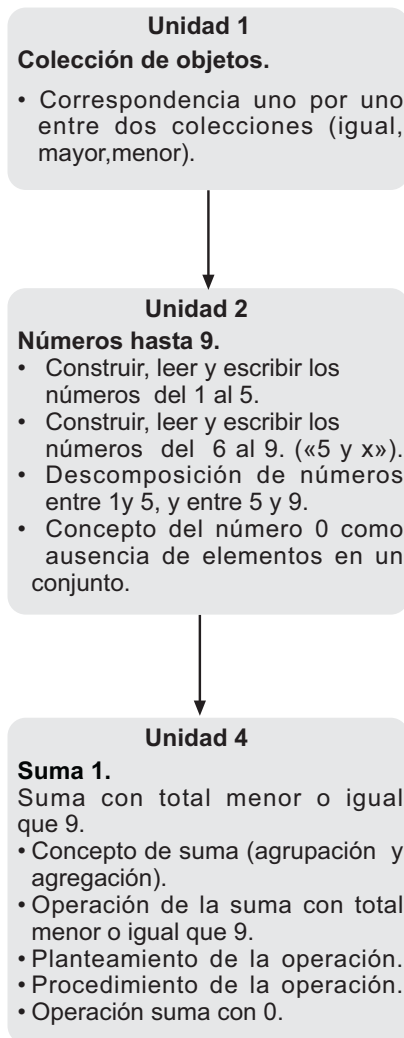 Unidad 1
Colección de objetos.
• Correspondencia uno por uno
entre dos colecciones (igual,
mayor,menor).
Unidad 2
Números hasta 9.
• Construir, leer y escribir los
números del 1 al 5.
• Construir, leer y escribir los
números del 6 al 9. («5 y x»).
• Descomposición de números
entre 1y 5, y entre 5 y 9.
• Concepto del número 0 como
ausencia de elementos en un
conjunto.
Unidad 4
Suma 1.
Suma con total menor o igual
que 9.
• Concepto de suma (agrupación y
agregación).
• Operación de la suma con total
menor o igual que 9.
• Planteamiento de la operación.
• Procedimiento de la operación.
• Operación suma con 0.